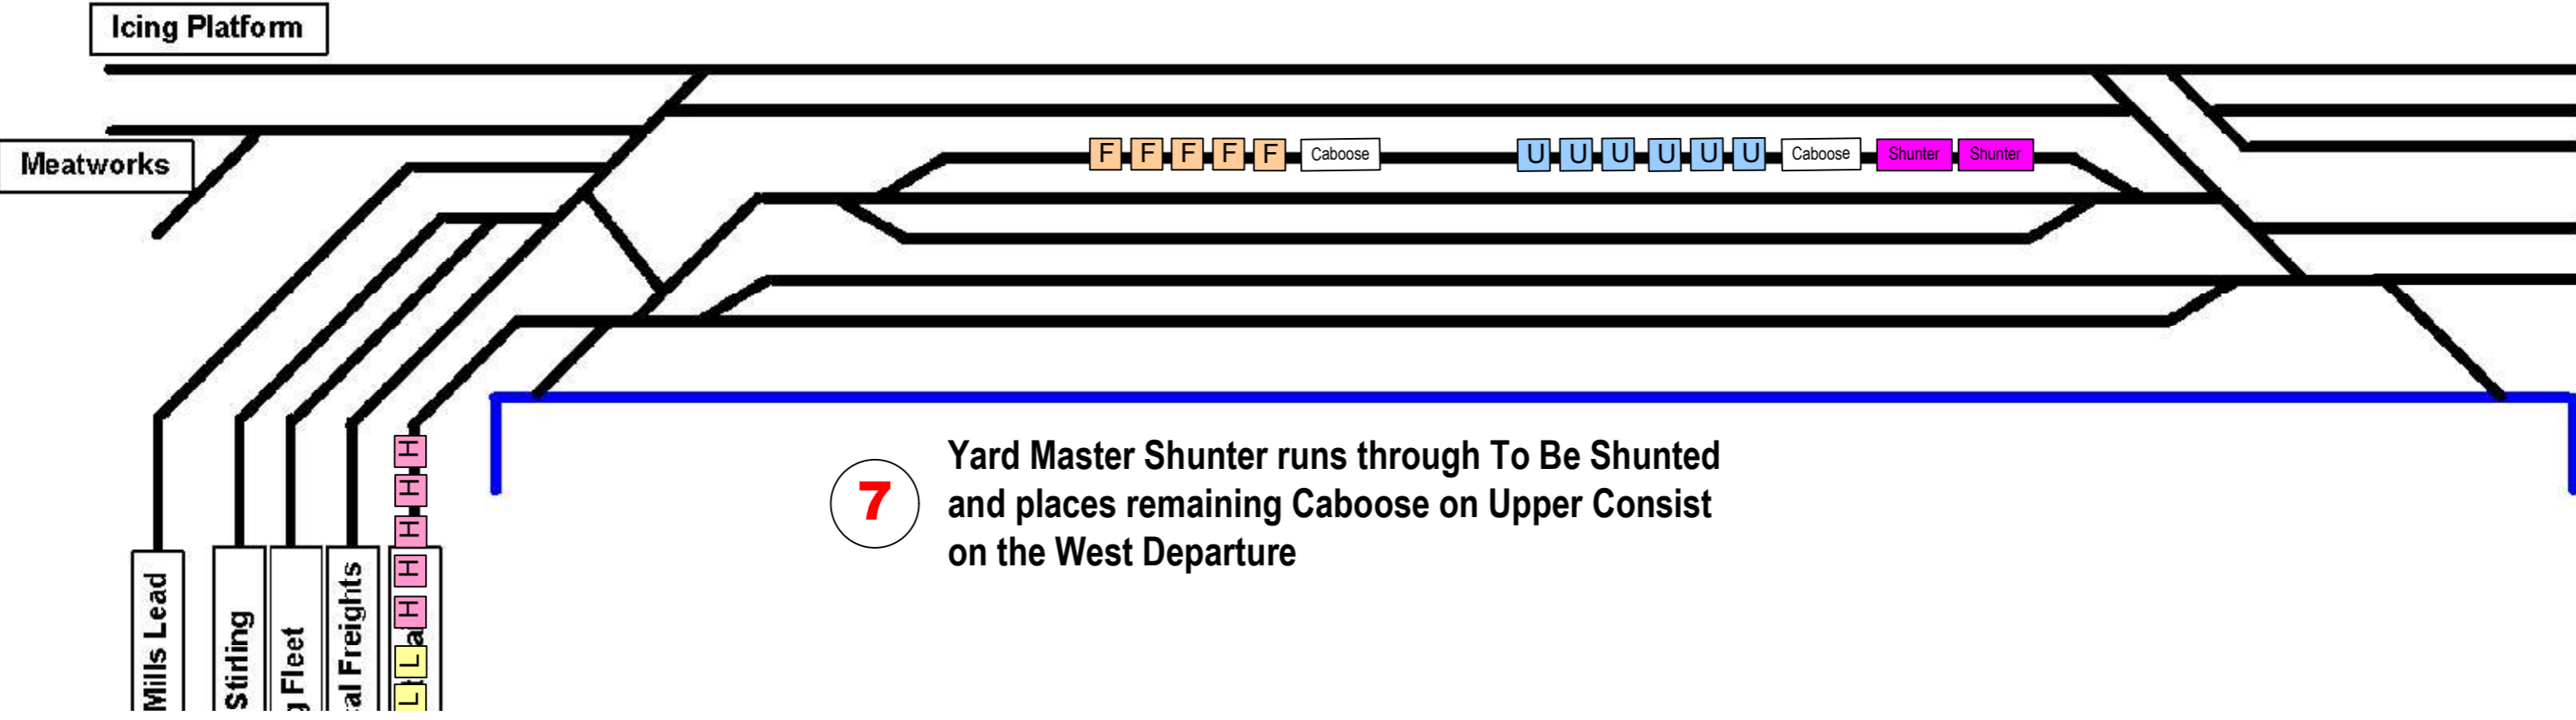 Icing Platform
Meatworks
F F F F F Caboose U U U U U U Caboose Shunter Shunter
7
Yard Master Shunter runs through To Be Shunted
and places remaining Caboose on Upper Consist
on the West Departure
Mills Lead
Stirling
Fleet
al Freights
H
H
H
H
H
L
L